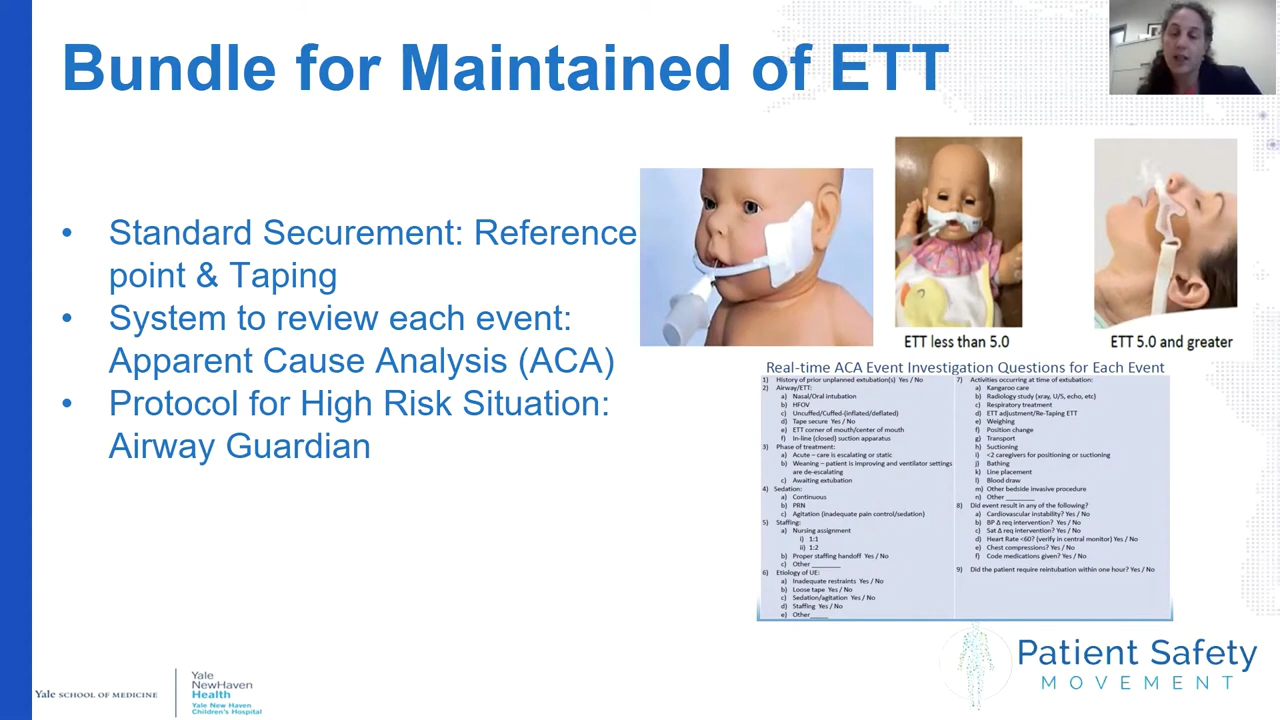 Bundle for Maintained of ETT
• Standard Securement: Reference
point & Taping
• System to review each event:
Apparent Cause Analysis (ACA)
• Protocol for High Risk Situation:
Airway Guardian
ETT less than 5.0
ETT 5.0 and greater
Real-time ACA Event Investigation Questions for Each Event
1) History of prior unplanned extubation(s) Yes / No
2) Airway/ETT:
a) Nasal/Oral intubation
b) HFOV
c) Uncuffed/Cuffed-(inflated/deflated)
d) Tape secure Yes / No
e) ETT corner of mouth/center of mouth
f) In-line (closed) suction apparatus
3) Phase of treatment:
a) Acute – care is escalating or static
b) Weaning – patient is improving and ventilator settings
are de-escalating
c) Awaiting extubation
4) Sedation:
a) Continuous
b) PRN
c) Agitation (inadequate pain control/sedation)
5) Staffing:
a) Nursing assignment
i) 1:1
ii) 1:2
b) Proper staffing handoff Yes / No
c) Other ________
6) Etiology of UE:
a) Inadequate restraints Yes / No
b) Loose tape Yes / No
c) Sedation/agitation Yes / No
d) Staffing Yes / No
e) Other_____
7) Activities occurring at time of extubation:
a) Kangaroo care
b) Radiology study (xray, U/S, echo, etc)
c) Respiratory treatment
d) ETT adjustment/Re-Taping ETT
e) Weighing
f) Position change
g) Transport
h) Suctioning
i) <2 caregivers for positioning or suctioning
j) Bathing
k) Line placement
l) Blood draw
m) Other bedside invasive procedure
n) Other ________
8) Did event result in any of the following?
a) Cardiovascular instability? Yes / No
b) BP Δ req intervention? Yes / No
c) Sat Δ req intervention? Yes / No
d) Heart Rate <60? (verify in central monitor) Yes / No
e) Chest compressions? Yes / No
f) Code medications given? Yes / No
9) Did the patient require reintubation within one hour? Yes / No
Yale SCHOOL OF MEDICINE
Yale
NewHaven
Health
Yale New Haven
Children's Hospital
Patient Safety
MOVEMENT